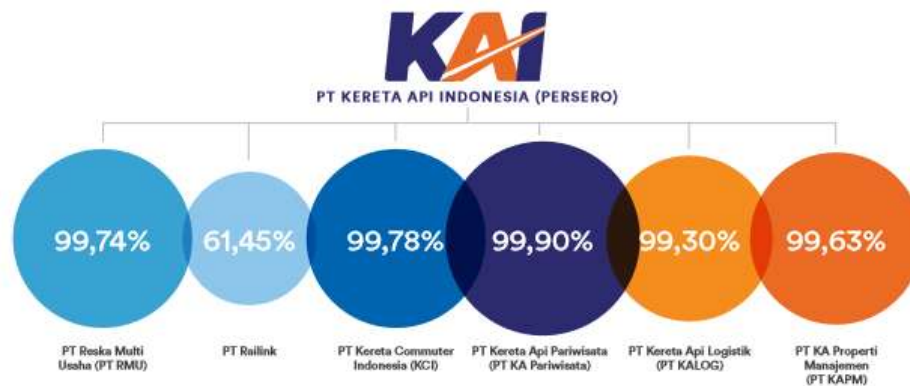 KAI
PT KERETA API INDONESIA (PERSERO)
99,74%
61,45%
99,78%
99,90%
99,30%
99,63%
PT Reska Multi
Usaha (PT RMU)
PT Railink
PT Kereta Commuter
Indonesia (KCI)
PT Kereta Api Pariwisata
(PT KA Pariwisata)
PT Kereta Api Logistik
(PT KALOG)
PT KA Properti
Manajemen
(PT KAPM)